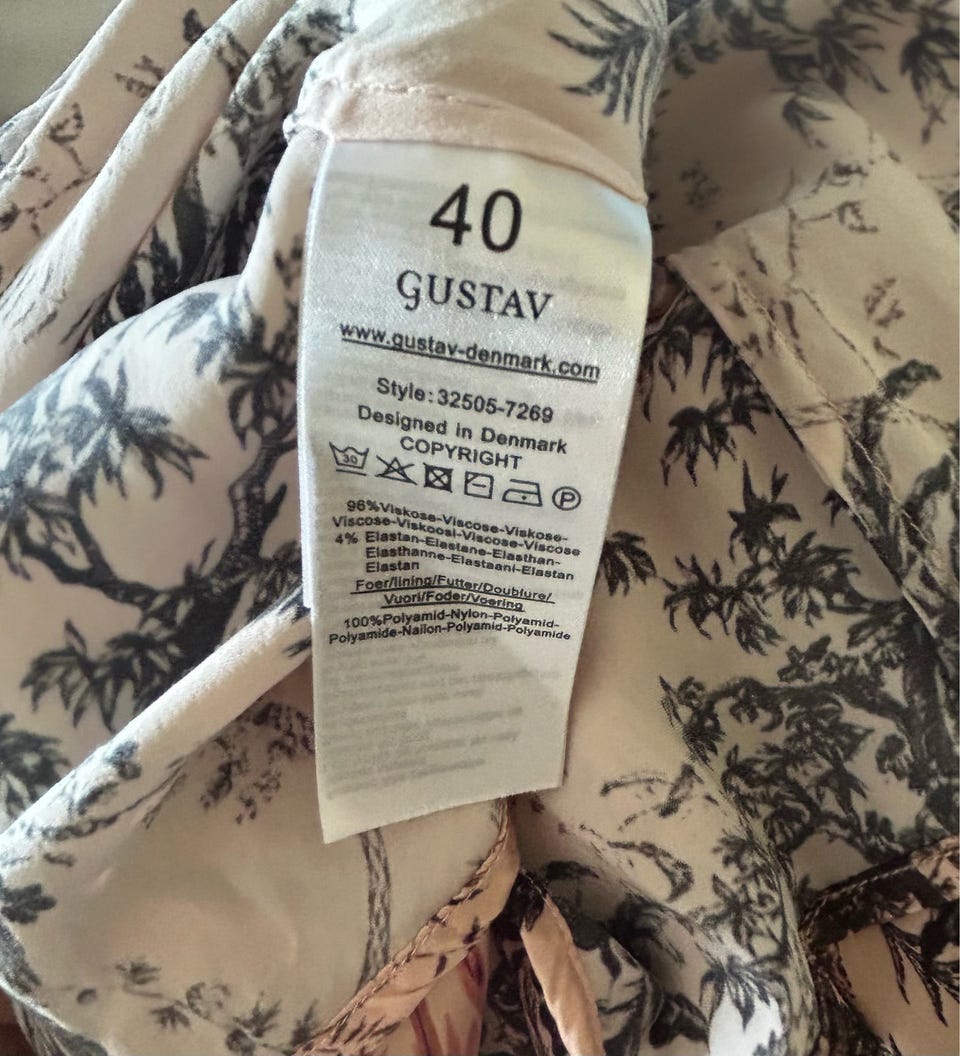 40
GUSTAV
www.gustav-denmark.com
Style:32505-7269
Designed in Denmark
COPYRIGHT
30 P
96%Viskose-Viscose-Viskose-
Viscose-Viskoosi-Viscose-Viscose
4% Elastan-Elastane-Elasthan-
Elasthanne-Elastaani-Elastan
Elastan
Foer/lining/Futter/Doublure/
Vuori/Foder/Voering
100%Polyamid-Nylon-Polyamid-
Polyamide-Nailon-Polyamid-Polyamide